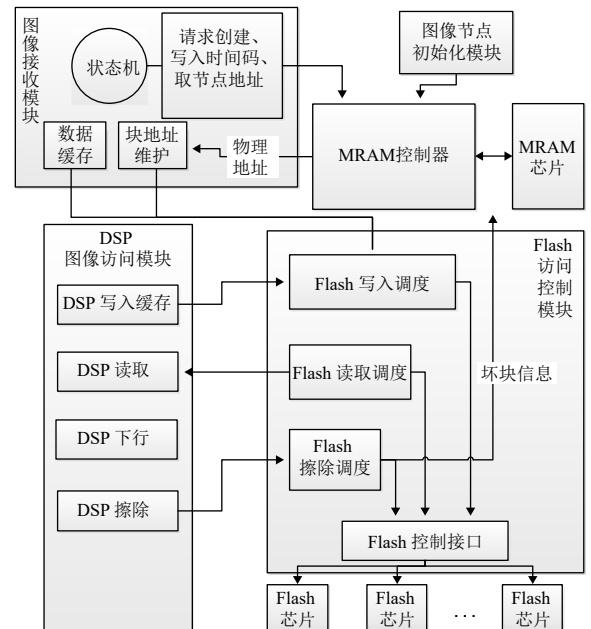 图像接收模块
状态机
请求创建、
写入时间码、
取节点地址
图像节点
初始化模块
数据
缓存
块地址
维护
物理
地址
MRAM控制器
MRAM
芯片
DSP
图像访问模块
DSP 写入缓存
DSP 读取
DSP 下行
DSP 擦除
Flash
访问
控制
模块
Flash 写入调度
Flash 读取调度
坏块信息
Flash
擦除调度
Flash 控制接口
Flash
芯片
Flash
芯片
...
Flash
芯片